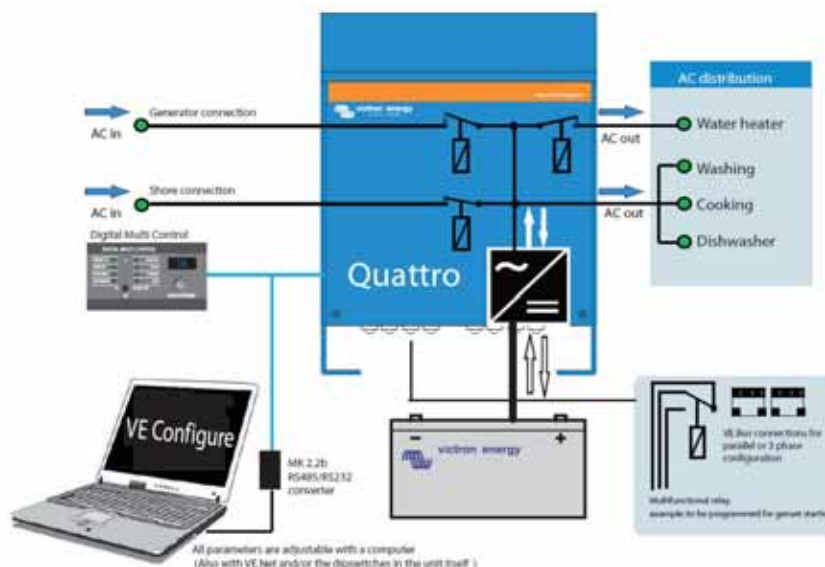 victron energy
AC distribution
Generator connection
AC in
AC out
Water heater
Washing
Shore connection
AC in
AC out
Cooking
Dishwasher
Digital Multi Control
Quattro
VE Configure
MK 2.2b
RS485/RS232
converter
victron energy
VE.Bus connections for
parallel or 3 phase
configuration
Multifunctional relay
example: to be programmed for genset starter
All parameters are adjustable with a computer
(Also with VE.Net and/or the dipswitches in the unit itself )